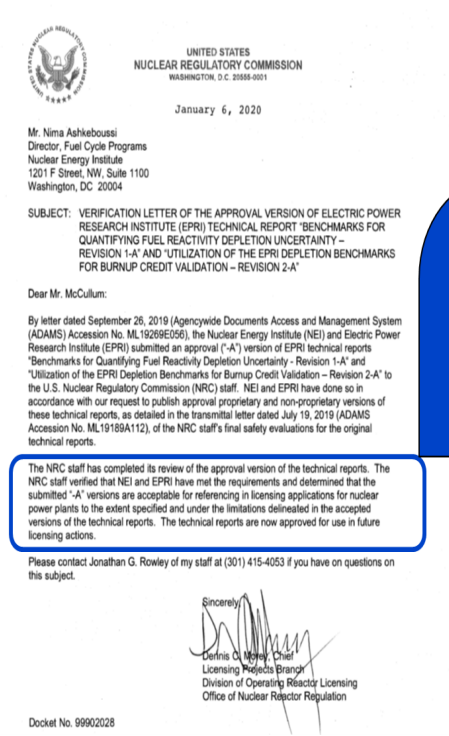 UNITED STATES
NUCLEAR REGULATORY COMMISSION
WASHINGTON, D.C. 20555-0001
January 6, 2020
Mr. Nima Ashkeboussi
Director, Fuel Cycle Programs
Nuclear Energy Institute
1201 F Street, NW, Suite 1100
Washington, DC 20004
SUBJECT: VERIFICATION LETTER OF THE APPROVAL VERSION OF ELECTRIC POWER
RESEARCH INSTITUTE (EPRI) TECHNICAL REPORT "BENCHMARKS FOR
QUANTIFYING FUEL REACTIVITY DEPLETION UNCERTAINTY –
REVISION 1-A" AND "UTILIZATION OF THE EPRI DEPLETION BENCHMARKS
FOR BURNUP CREDIT VALIDATION – REVISION 2-A"
Dear Mr. McCullum:
By letter dated September 26, 2019 (Agencywide Documents Access and Management System
(ADAMS) Accession No. ML19269E056), the Nuclear Energy Institute (NEI) and Electric Power
Research Institute (EPRI) submitted an approval ("-A") version of EPRI technical reports
"Benchmarks for Quantifying Fuel Reactivity Depletion Uncertainty - Revision 1-A" and
"Utilization of the EPRI Depletion Benchmarks for Burnup Credit Validation – Revision 2-A" to
the U.S. Nuclear Regulatory Commission (NRC) staff. NEI and EPRI have done so in
accordance with our request to publish approval proprietary and non-proprietary versions of
these technical reports, as detailed in the transmittal letter dated July 19, 2019 (ADAMS
Accession No. ML19189A112), of the NRC staff's final safety evaluations for the original
technical reports.
The NRC staff has completed its review of the approval version of the technical reports. The
NRC staff verified that NEI and EPRI have met the requirements and determined that the
submitted "-A" versions are acceptable for referencing in licensing applications for nuclear
power plants to the extent specified and under the limitations delineated in the accepted
versions of the technical reports. The technical reports are now approved for use in future
licensing actions.
Please contact Jonathan G. Rowley of my staff at (301) 415-4053 if you have on questions on
this subject.
Sincerely,
Dennis C. Morey, Chief
Licensing Projects Branch
Division of Operating Reactor Licensing
Office of Nuclear Reactor Regulation
Docket No. 99902028